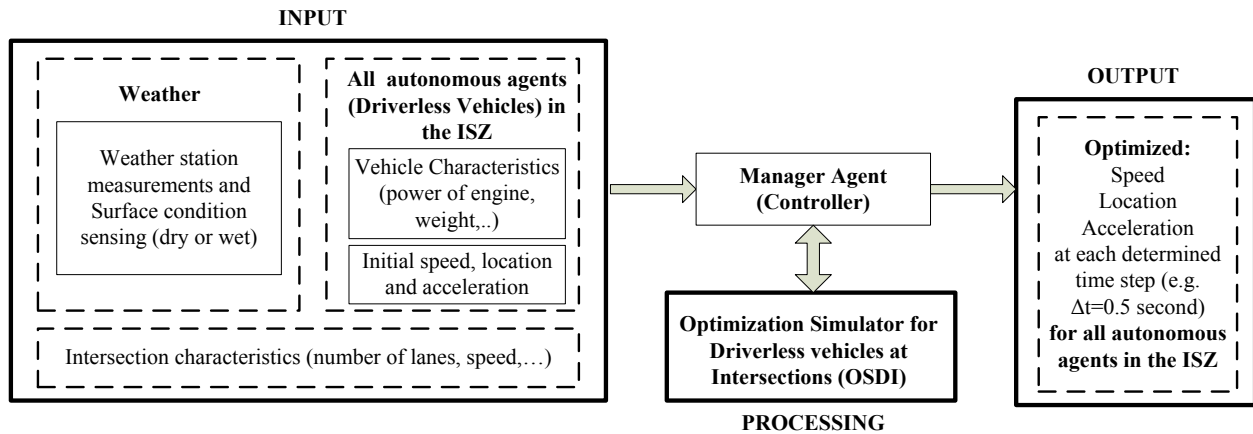 INPUT
Weather
Weather station
measurements and
Surface condition
sensing (dry or wet)
All autonomous agents
(Driverless Vehicles) in
the ISZ
Vehicle Characteristics
(power of engine,
weight,..)
Initial speed, location
and acceleration
Intersection characteristics (number of lanes, speed,…)
Manager Agent
(Controller)
Optimization Simulator for
Driverless vehicles at
Intersections (OSDI)
PROCESSING
OUTPUT
Optimized:
Speed
Location
Acceleration
at each determined
time step (e.g.
Δt=0.5 second)
for all autonomous
agents in the ISZ